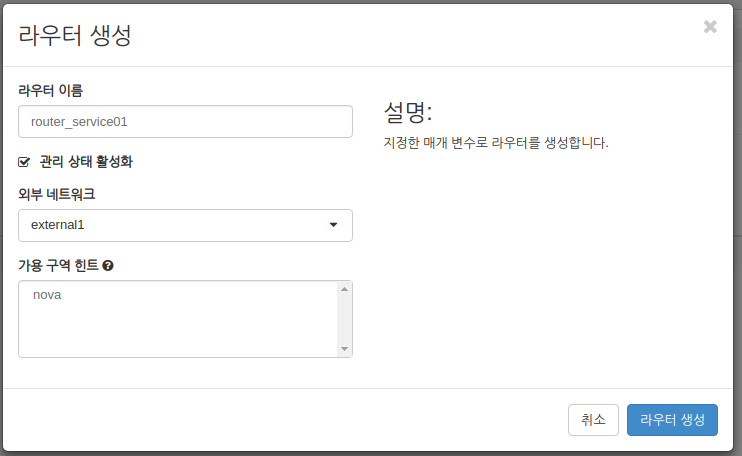 라우터 생성
라우터 이름
router_service01
관리 상태 활성화
외부 네트워크
external1
가용 구역 힌트
nova
설명:
지정한 매개 변수로 라우터를 생성합니다.
취소
라우터 생성